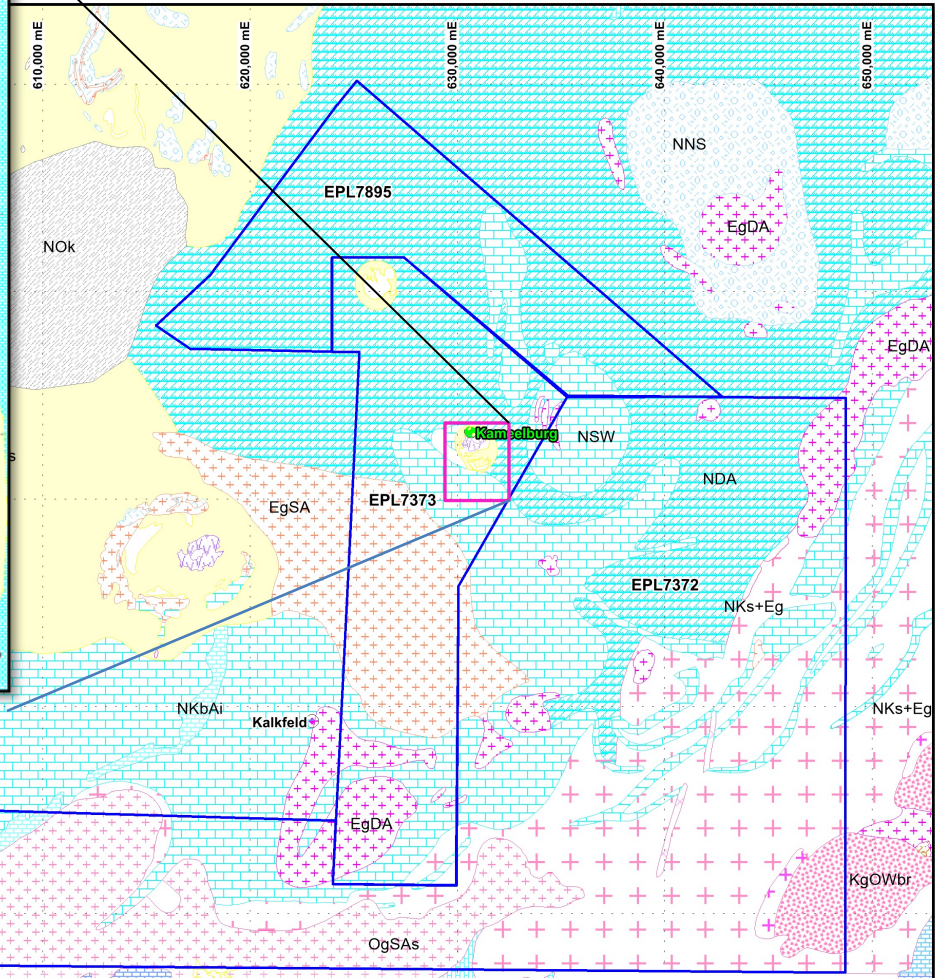 610,000 mE
620,000 mE
630,000 mE
640,000 mE
650,000 mE
NNS
EPL7895
EgDA
NOk
EgDA
Kameelburg
NSW
s
NDA
EPL7373
EgSA
EPL7372
NKs+Eg
NKbAi
NKs+Eg
Kalkfeld
EgDA
KgOWbr
OgSAs